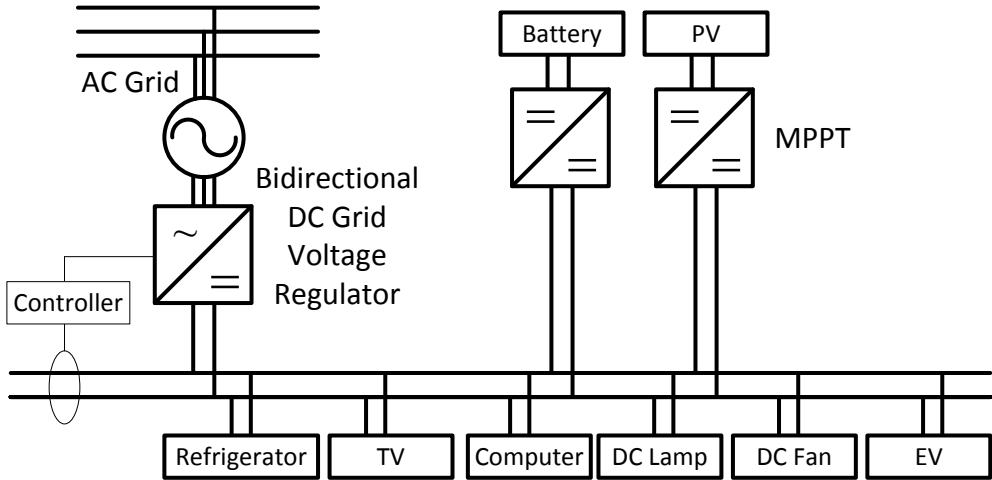 Battery
PV
AC Grid
MPPT
Bidirectional
DC Grid
Voltage
Regulator
Controller
Refrigerator
TV
Computer
DC Lamp
DC Fan
EV